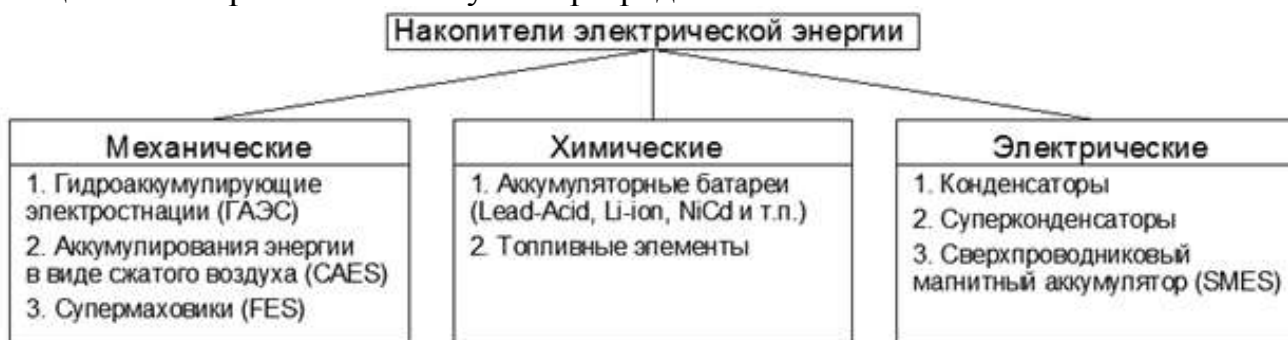 Накопители электрической энергии
Механические
1. Гидроаккумулирующие
электростнации (ГАЭС)
2. Аккумулирования энергии
в виде сжатого воздуха (CAES)
3. Супермаховики (FES)
Химические
1. Аккумуляторные батареи
(Lead-Acid, Li-ion, NiCd и т.п.)
2. Топливные элементы
Электрические
1. Конденсаторы
2. Суперконденсаторы
3. Сверхпроводниковый
магнитный аккумулятор (SMES)